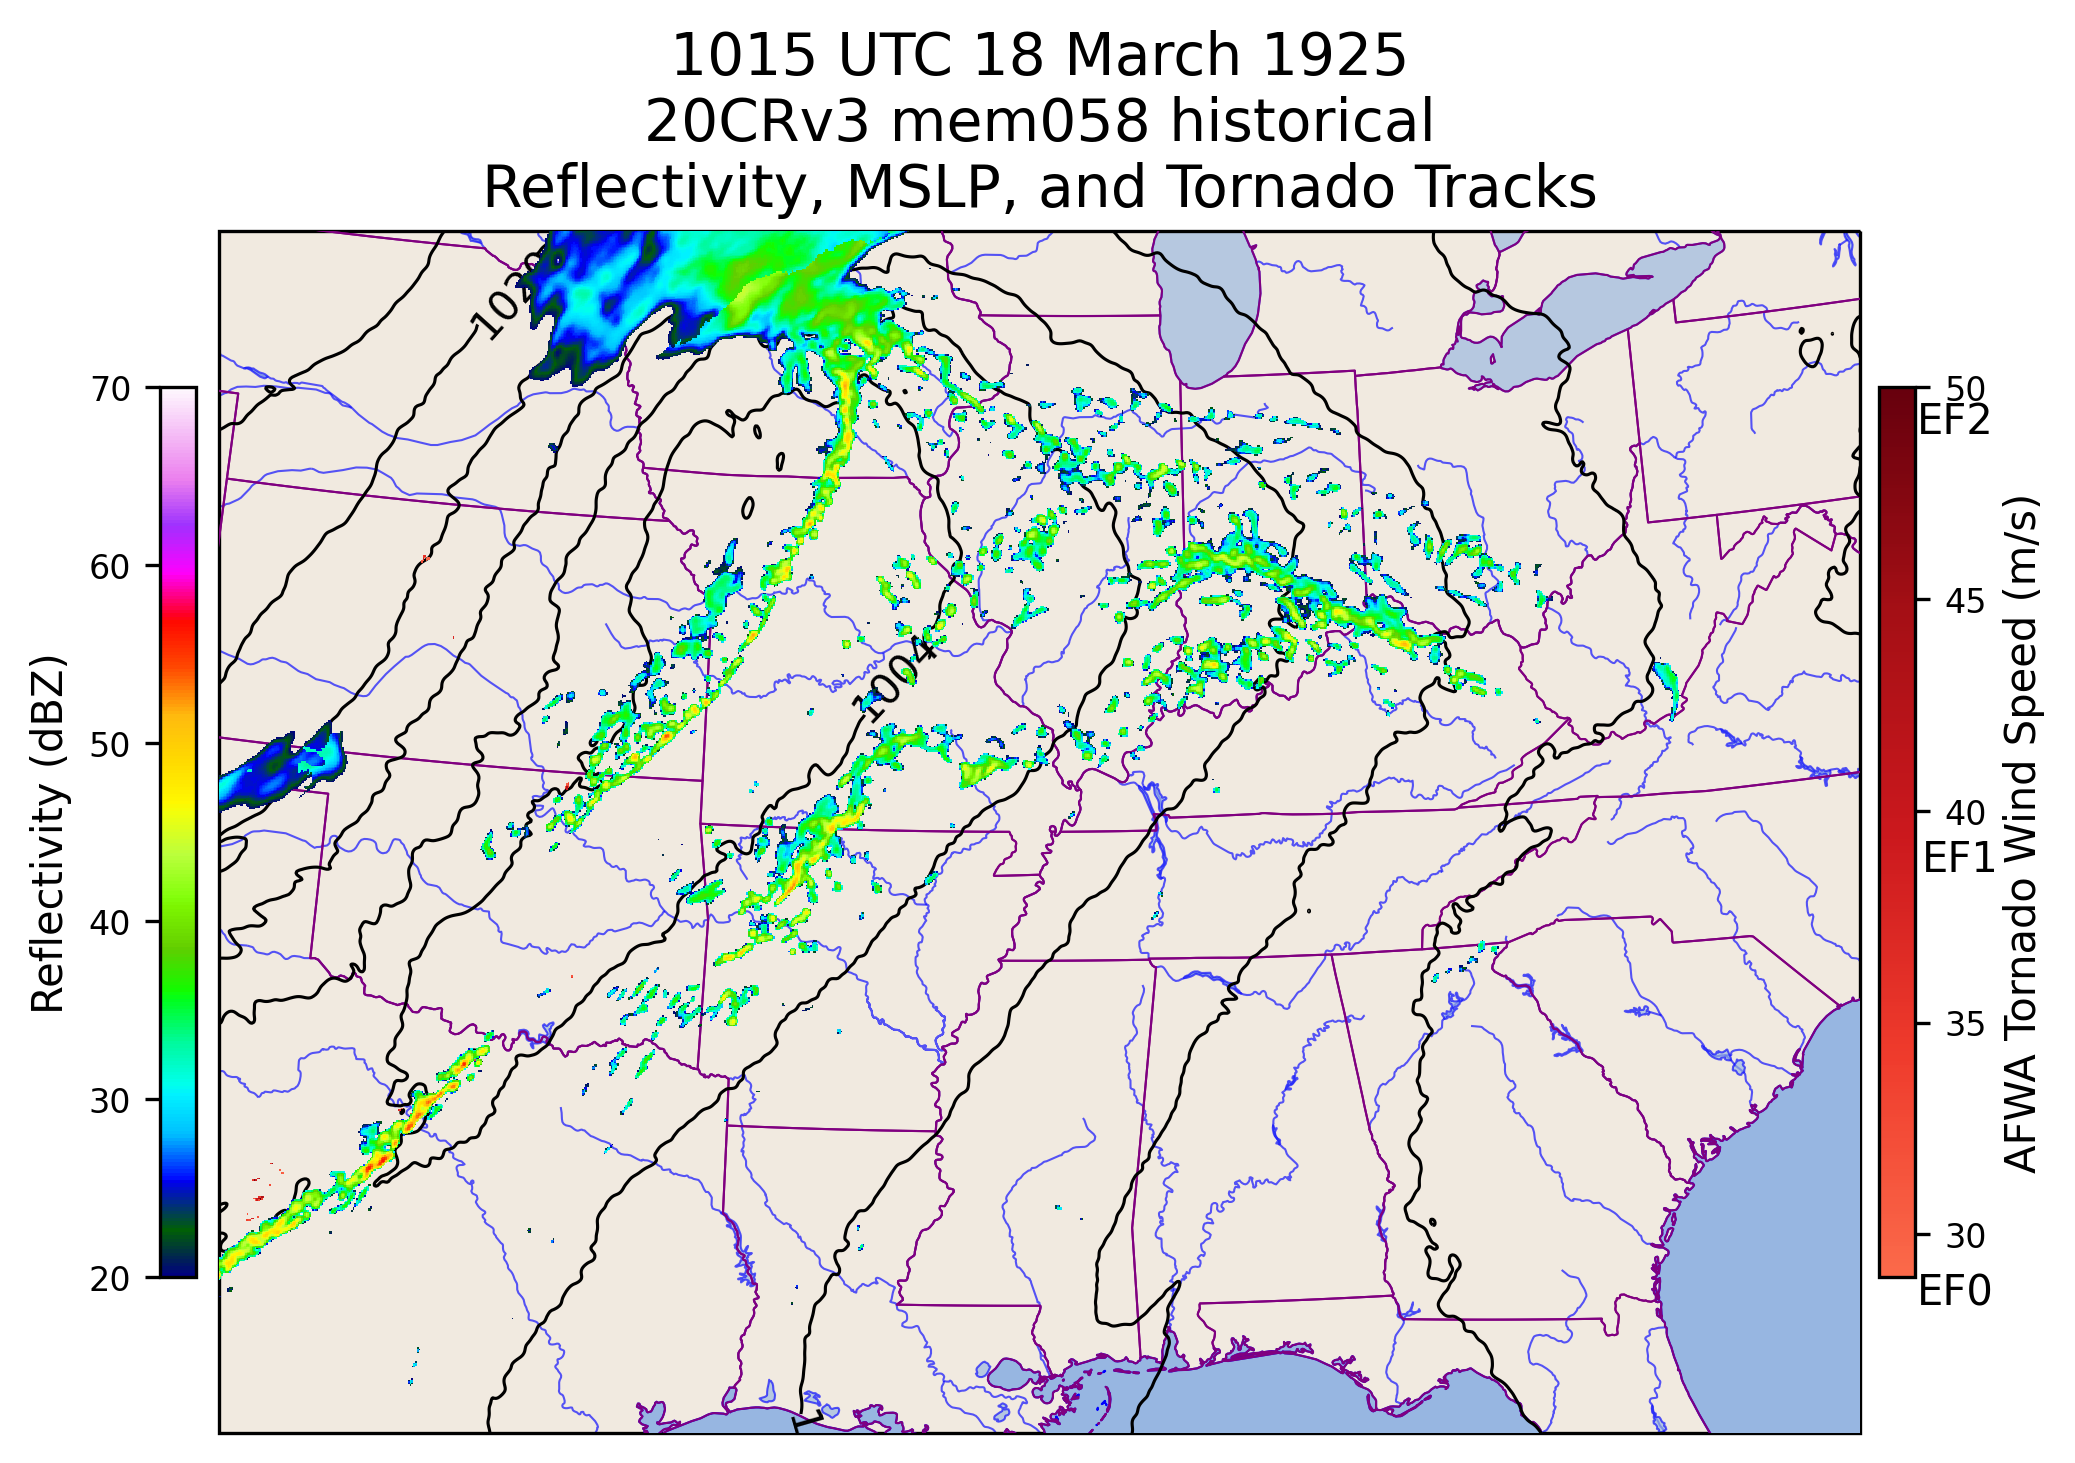 1015 UTC 18 March 1925
20CRv3 mem058 historical
Reflectivity, MSLP, and Tornado Tracks
70
60
50
40
30
20
Reflectivity (dBZ)
1004
50
EF2
45
40
EF1
35
30
EF0
AFWA Tornado Wind Speed (m/s)